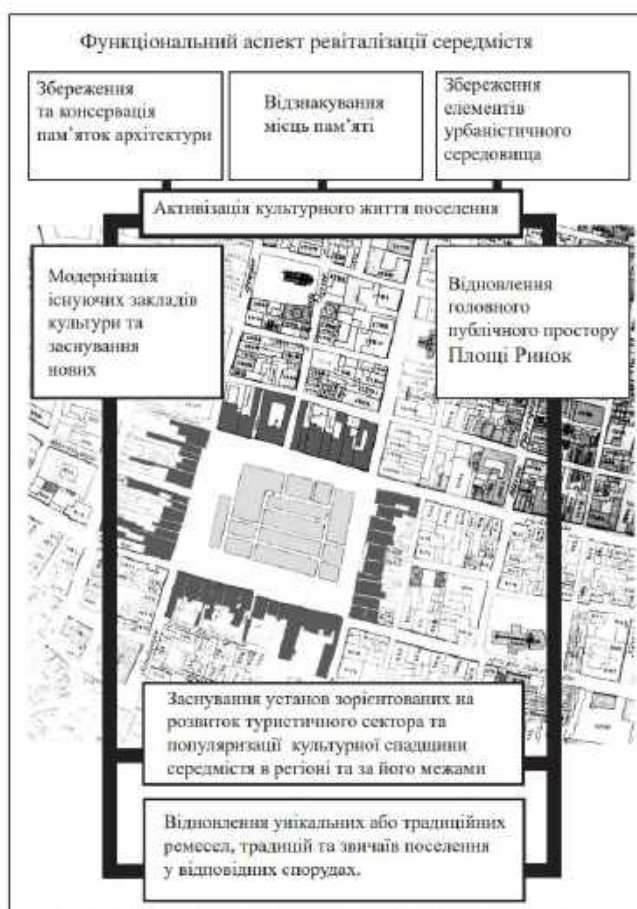 Функціональний аспект ревіталізації середмістя
Збереження
та консервація
пам’яток архітектури
Відзнакування
місць пам’яті
Збереження
елементів
урбаністичного
середовища
Активізація культурного життя поселення
Модернізація
існуючих закладів
культури та
заснування
нових
Відновлення
головного
публічного простору
Площі Ринок
Заснування установ зорієнтованих на
розвиток туристичного сектора та
популяризації культурної спадщини
середмістя в регіоні та за його межами
Відновлення унікальних або традиційних
ремесел, традицій та звичаїв поселення
у відповідних спорудах.